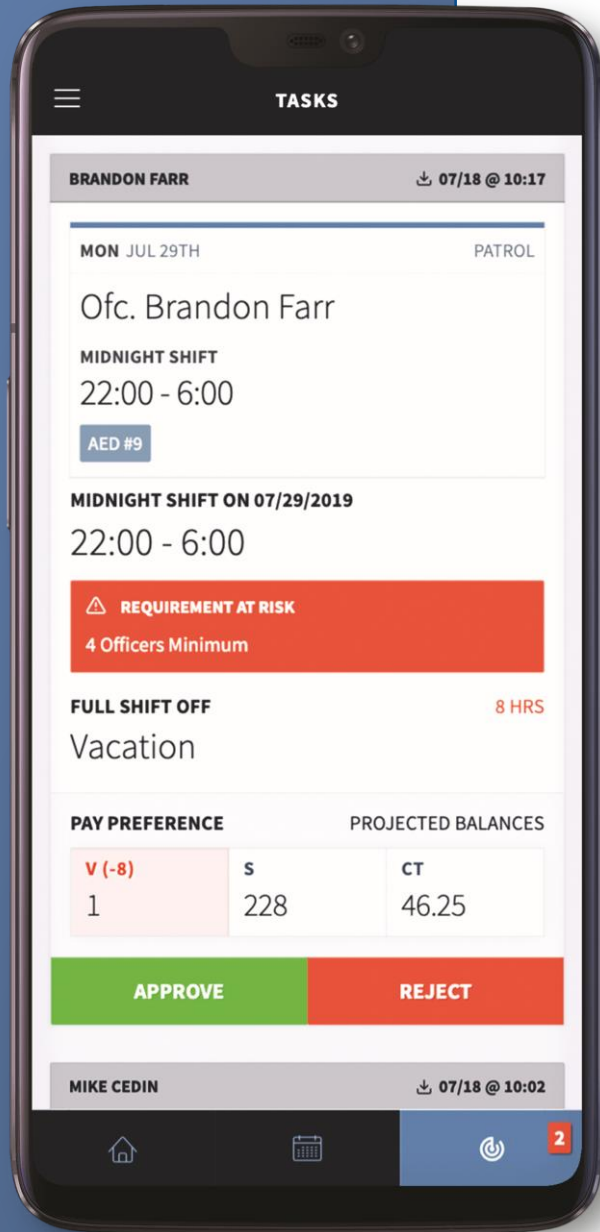 TASKS
BRANDON FARR 07/18 @ 10:17
MON JUL 29TH PATROL
Ofc. Brandon Farr
MIDNIGHT SHIFT
22:00 - 6:00
AED #9
MIDNIGHT SHIFT ON 07/29/2019
22:00 - 6:00
REQUIREMENT AT RISK
4 Officers Minimum
FULL SHIFT OFF 8 HRS
Vacation
PAY PREFERENCE PROJECTED BALANCES
V (-8) S CT
1 228 46.25
APPROVE REJECT
MIKE CEDIN 07/18 @ 10:02
2